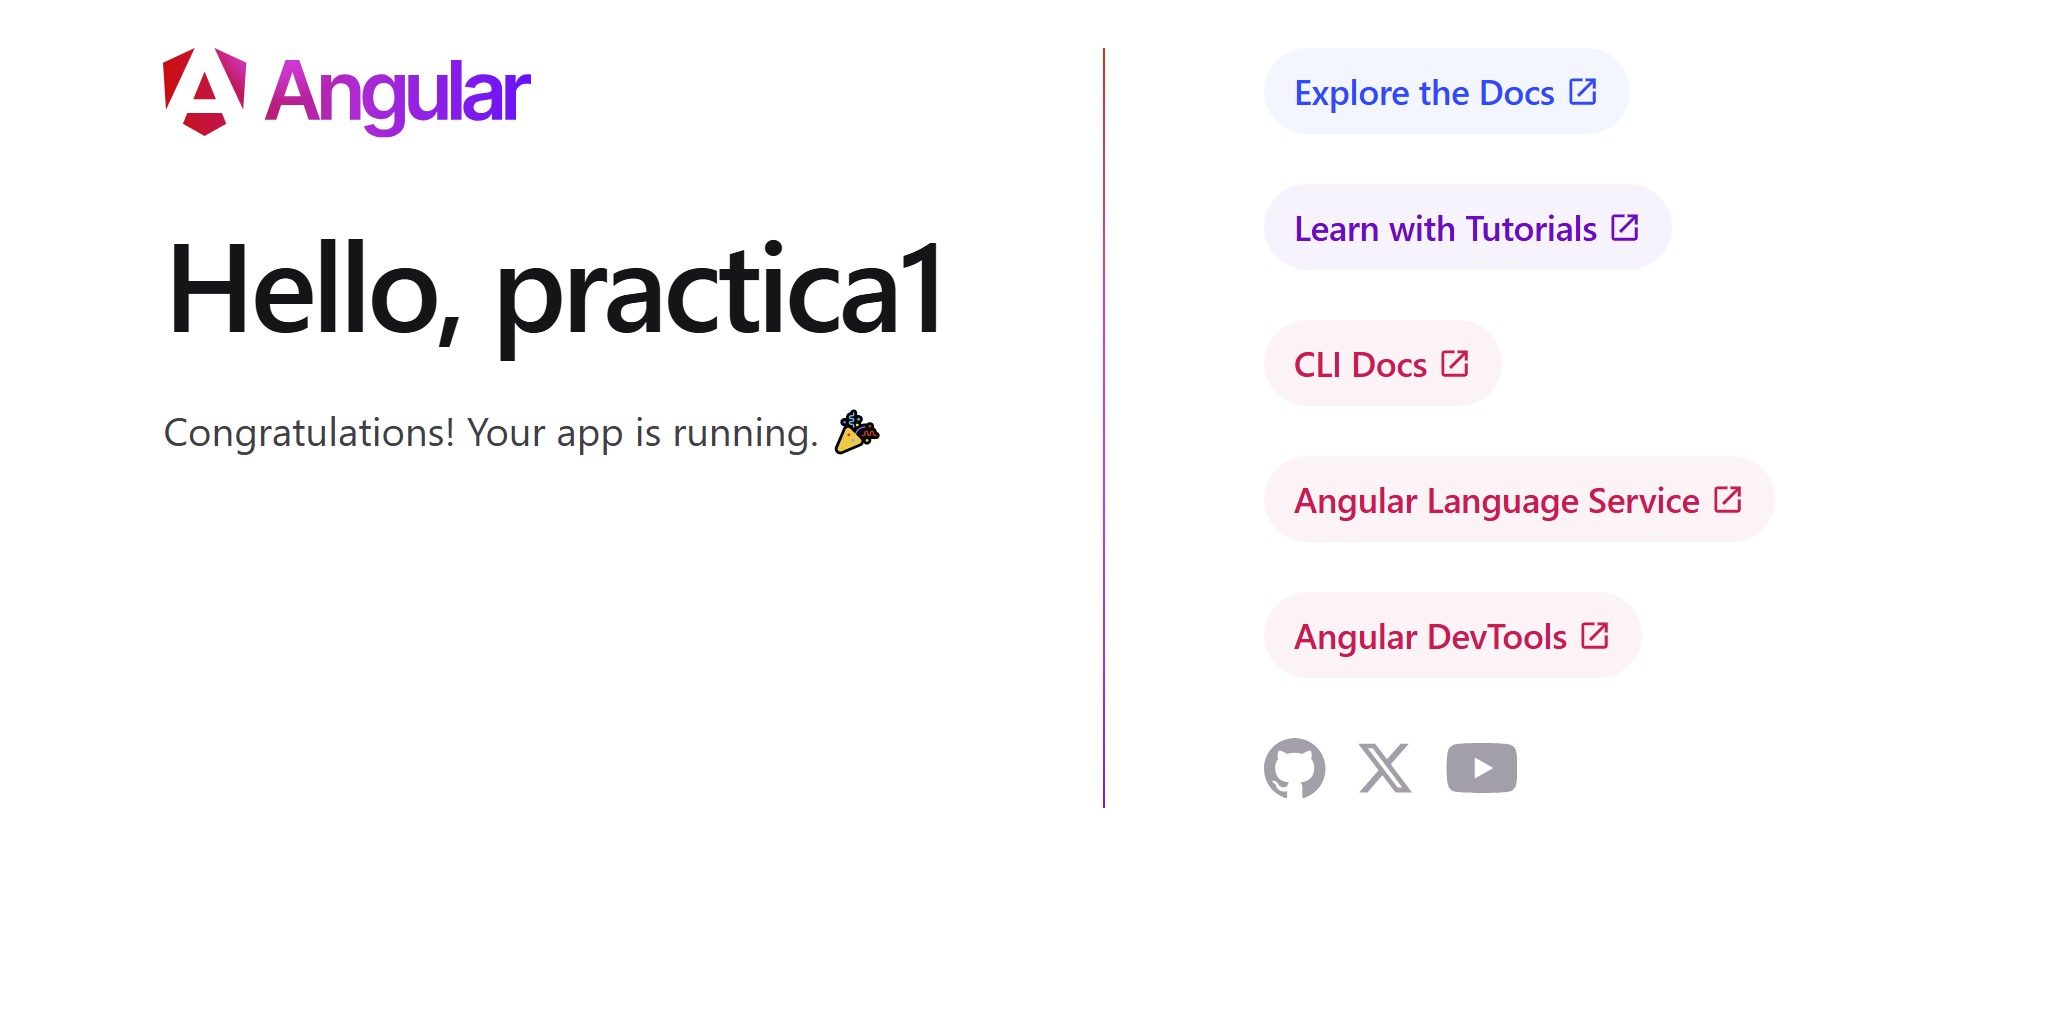 Angular
Hello, practica1
Congratulations! Your app is running. 🎉
Explore the Docs
Learn with Tutorials
CLI Docs
Angular Language Service
Angular DevTools